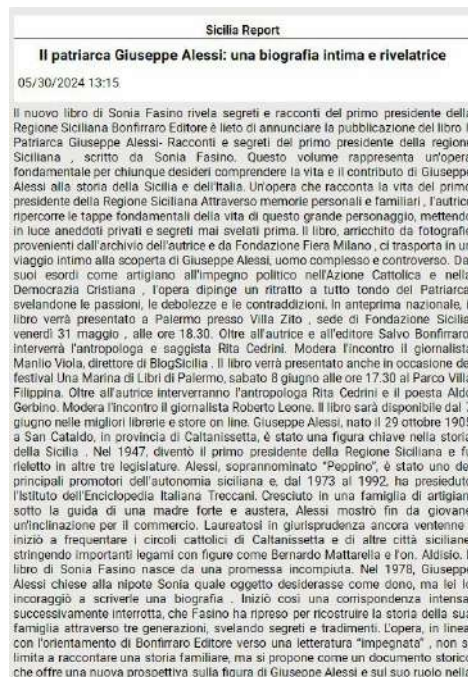 Sicilia Report
Il patriarca Giuseppe Alessi: una biografia intima e rivelatrice
05/30/2024 13:15
Il nuovo libro di Sonia Fasino rivela segreti e racconti del primo presidente della
Regione Siciliana Bonfirraro Editore è lieto di annunciare la pubblicazione del libro I
Patriarca Giuseppe Alessi- Racconti e segreti del primo presidente della regione
Siciliana , scritto da Sonia Fasino. Questo volume rappresenta un'opera
fondamentale per chiunque desideri comprendere la vita e il contributo di Giuseppe
Alessi alla storia della Sicilia e dell'Italia. Un'opera che racconta la vita del primo
presidente della Regione Siciliana Attraverso memorie personali e familiari , l'autrice
ripercorre le tappe fondamentali della vita di questo grande personaggio, mettendo
in luce aneddoti privati e segreti mai svelati prima. Il libro, arricchito da fotografie
provenienti dall'archivio dell'autrice e da Fondazione Fiera Milano , ci trasporta in un
viaggio intimo alla scoperta di Giuseppe Alessi, uomo complesso e controverso. Dai
suoi esordi come artigiano all'impegno politico nell'Azione Cattolica e nella
Democrazia Cristiana , l'opera dipinge un ritratto a tutto tondo del Patriarca,
svelandone le passioni, le debolezze e le contraddizioni. In anteprima nazionale, il
libro verrà presentato a Palermo presso Villa Zito , sede di Fondazione Sicilia,
venerdì 31 maggio , alle ore 18.30. Oltre all'autrice e all'editore Salvo Bonfirraro,
interverrà l'antropologa e saggista Rita Cedrini. Modera l'incontro il giornalista
Manlio Viola, direttore di BlogSicilia . Il libro verrà presentato anche in occasione del
festival Una Marina di Libri di Palermo, sabato 8 giugno alle ore 17.30 al Parco Villa
Filippina. Oltre all'autrice interverranno l'antropologa Rita Cedrini e il poesta Aldo
Gerbino. Modera l'incontro il giornalista Roberto Leone. Il libro sarà disponibile dal 7
giugno nelle migliori librerie e store on line. Giuseppe Alessi, nato il 29 ottobre 1905
a San Cataldo, in provincia di Caltanissetta, è stato una figura chiave nella storia
della Sicilia . Nel 1947, diventò il primo presidente della Regione Siciliana e fu
rieletto in altre tre legislature. Alessi, soprannominato "Peppino", è stato uno dei
principali promotori dell'autonomia siciliana e, dal 1973 al 1992, ha presieduto
l'Istituto dell'Enciclopedia Italiana Treccani. Cresciuto in una famiglia di artigiani
sotto la guida di una madre forte e austera, Alessi mostrò fin da giovane
un'inclinazione per il commercio. Laureatosi in giurisprudenza ancora ventenne ,
iniziò a frequentare i circoli cattolici di Caltanissetta e di altre città siciliane,
stringendo importanti legami con figure come Bernardo Mattarella e l'on. Aldisio. I
libro di Sonia Fasino nasce da una promessa incompiuta. Nel 1978, Giuseppe
Alessi chiese alla nipote Sonia quale oggetto desiderasse come dono, ma lei lo
incoraggiò a scriverle una biografia . Iniziò così una corrispondenza intensa,
successivamente interrotta, che Fasino ha ripreso per ricostruire la storia della sua
famiglia attraverso tre generazioni, svelando segreti e tradimenti. L'opera, in linea
con l'orientamento di Bonfirraro Editore verso una letteratura "impegnata" , non si
limita a raccontare una storia familiare, ma si propone come un documento storico
che offre una nuova prospettiva sulla figura di Giuseppe Alessi e sul suo ruolo nella